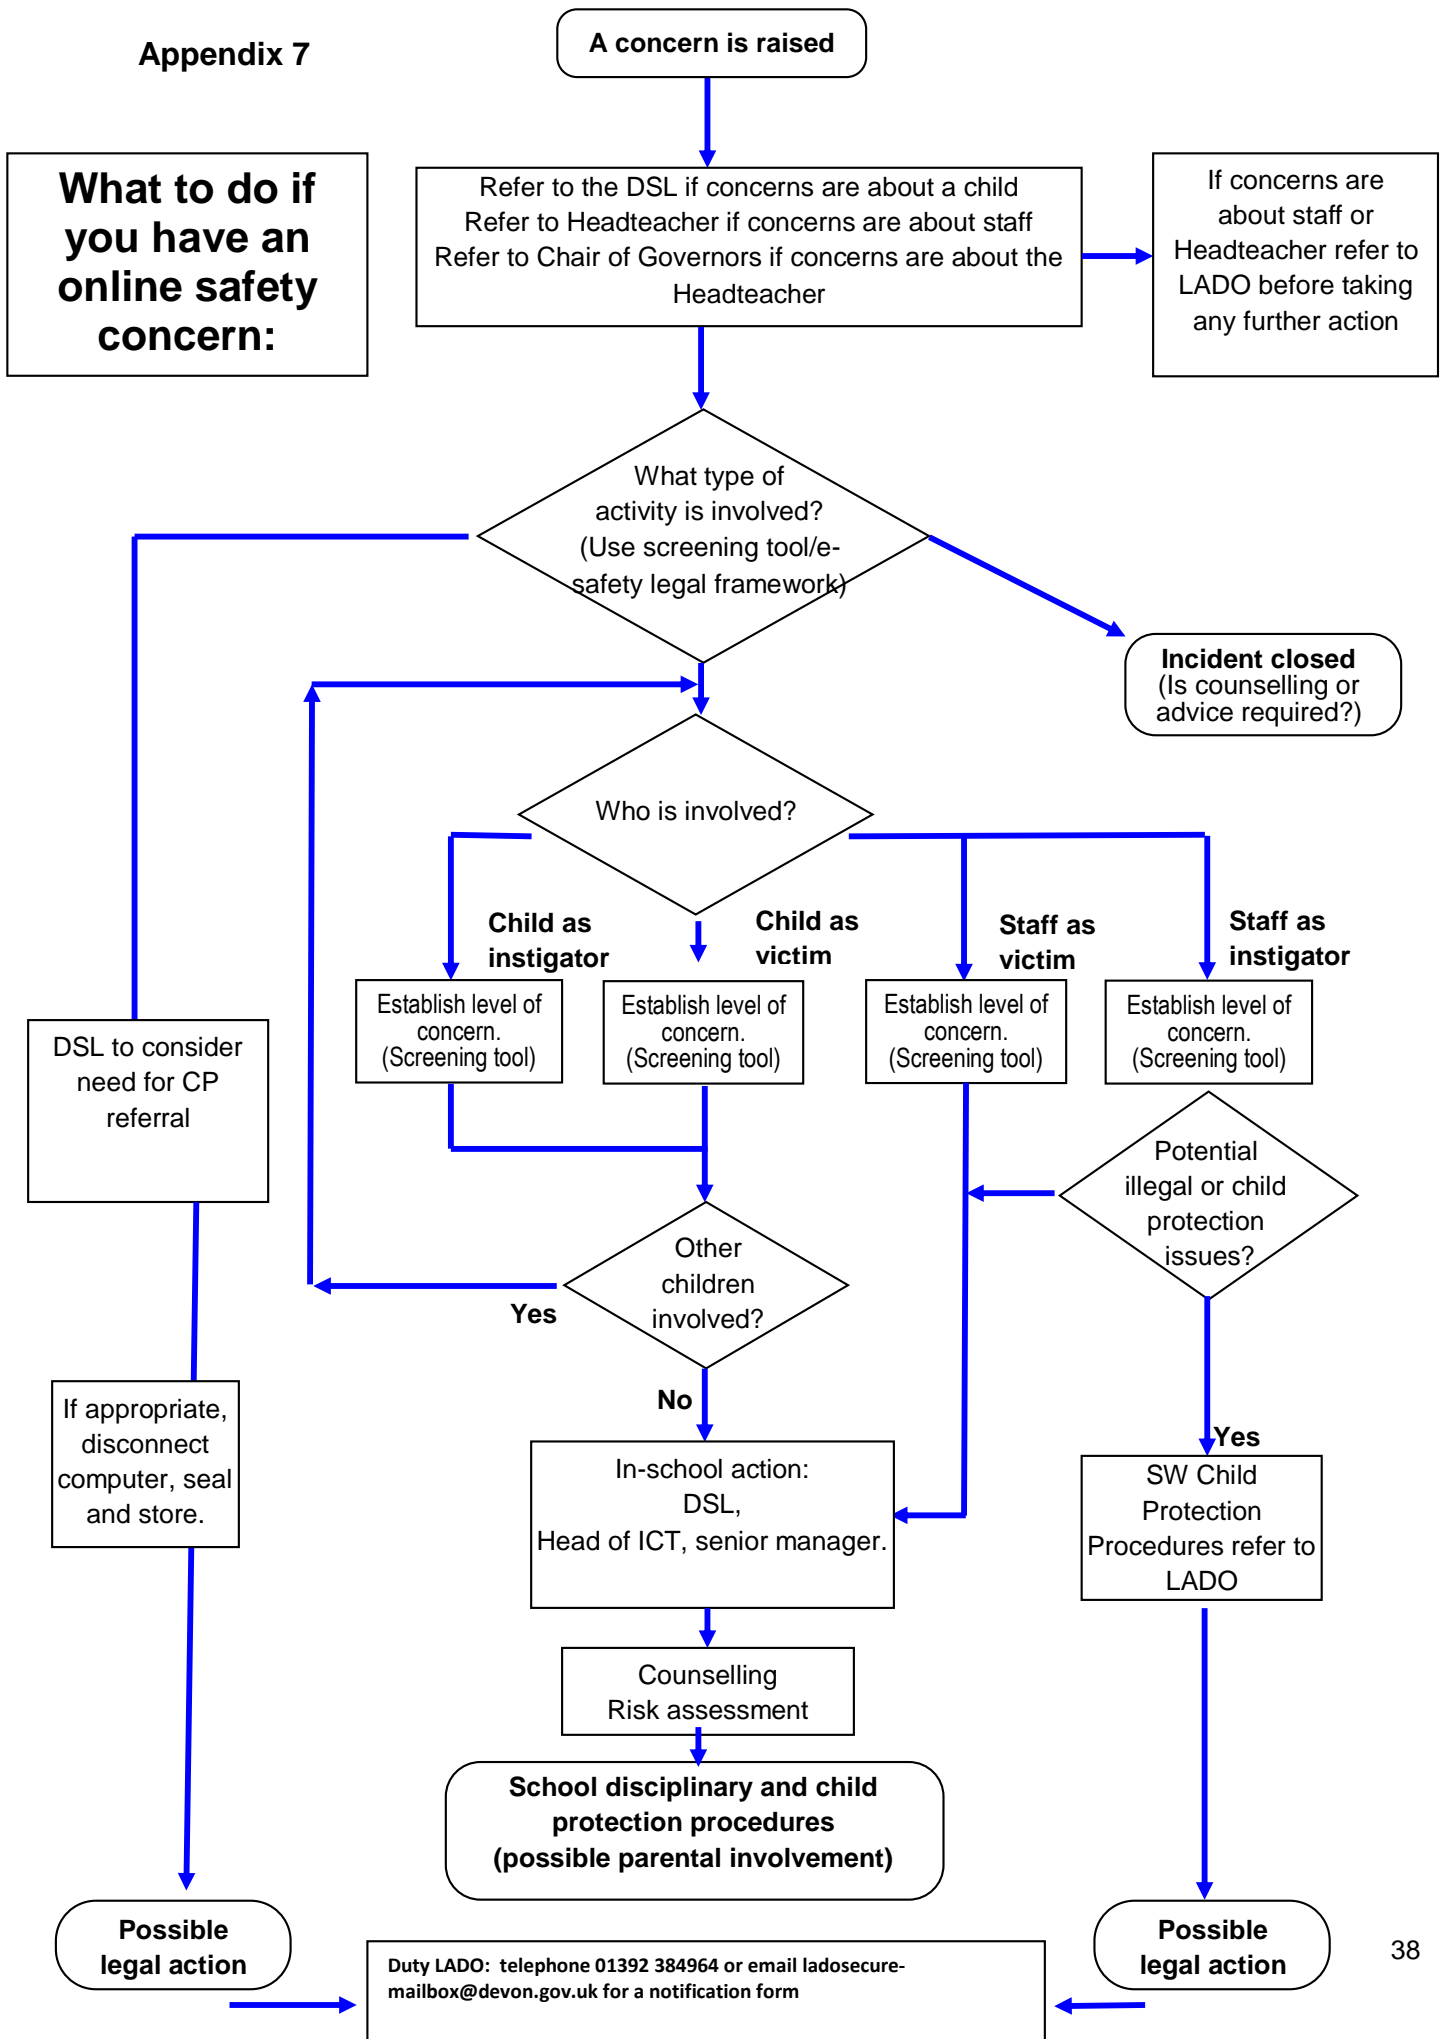 Appendix 7
A concern is raised
What to do if
you have an
online safety
concern:
Refer to the DSL if concerns are about a child
Refer to Headteacher if concerns are about staff
Refer to Chair of Governors if concerns are about the
Headteacher
If concerns are
about staff or
Headteacher refer to
LADO before taking
any further action
What type of
activity is involved?
(Use screening tool/e-
safety legal framework)
Incident closed
(Is counselling or
advice required?)
Who is involved?
Child as
instigator
Child as
victim
Staff as
victim
Staff as
instigator
Establish level of
concern.
(Screening tool)
Establish level of
concern.
(Screening tool)
Establish level of
concern.
(Screening tool)
Establish level of
concern.
(Screening tool)
DSL to consider
need for CP
referral
Potential
illegal or child
protection
issues?
Other
children
involved?
Yes
No
If appropriate,
disconnect
computer, seal
and store.
In-school action:
DSL,
Head of ICT, senior manager.
Yes
SW Child
Protection
Procedures refer to
LADO
Counselling
Risk assessment
School disciplinary and child
protection procedures
(possible parental involvement)
Possible
legal action
Possible
legal action
Duty LADO:  telephone 01392 384964 or email ladosecure-
mailbox@devon.gov.uk for a notification form
38